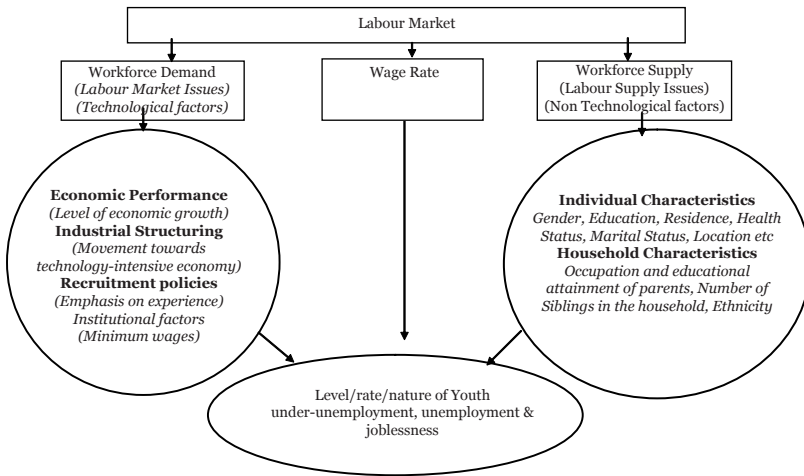 Labour Market
Workforce Demand
(Labour Market Issues)
(Technological factors)
Wage Rate
Workforce Supply
(Labour Supply Issues)
(Non Technological factors)
Economic Performance
(Level of economic growth)
Industrial Structuring
(Movement towards
technology-intensive economy)
Recruitment policies
(Emphasis on experience)
Institutional factors
(Minimum wages)
Individual Characteristics
Gender, Education, Residence, Health
Status, Marital Status, Location etc
Household Characteristics
Occupation and educational
attainment of parents, Number of
Siblings in the household, Ethnicity
Level/rate/nature of Youth
under-unemployment, unemployment &
joblessness